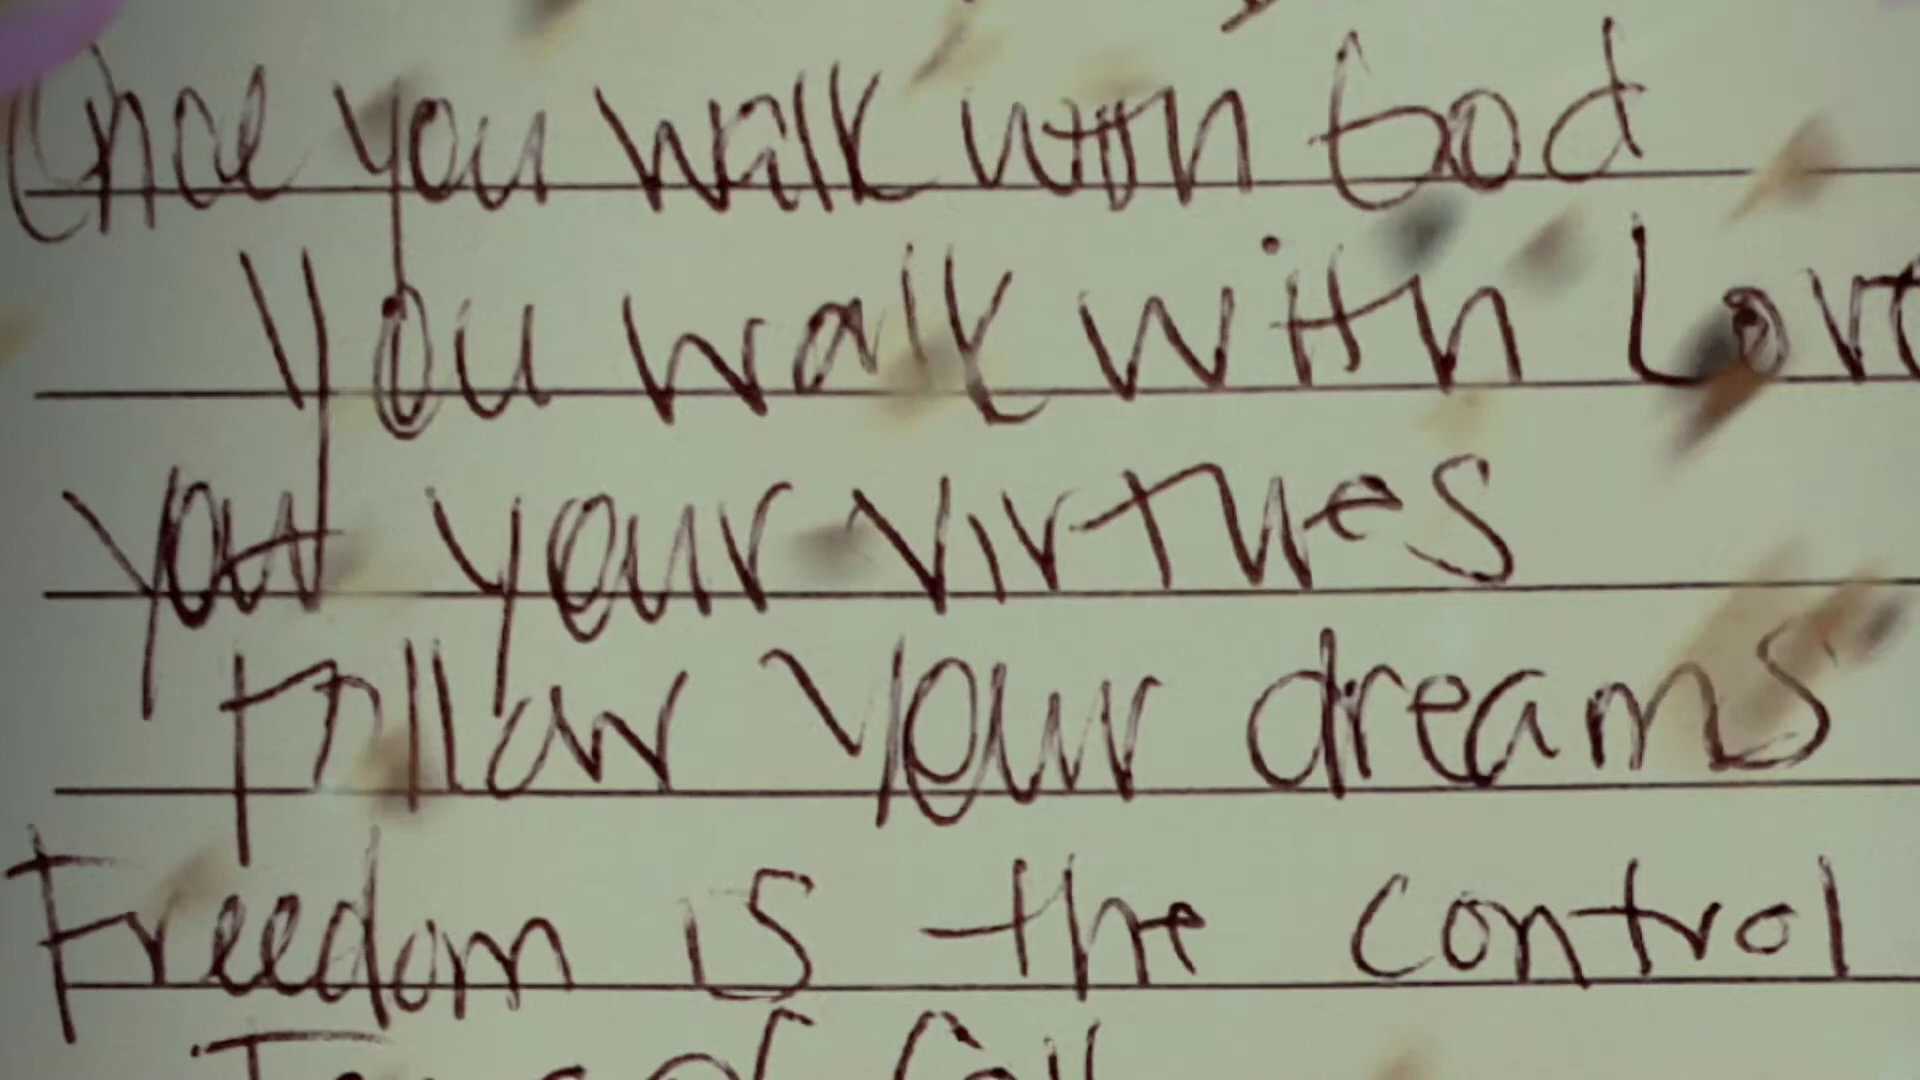 Once you walk with God
You walk with Love
your virtues
follow your dreams
Freedom is the control